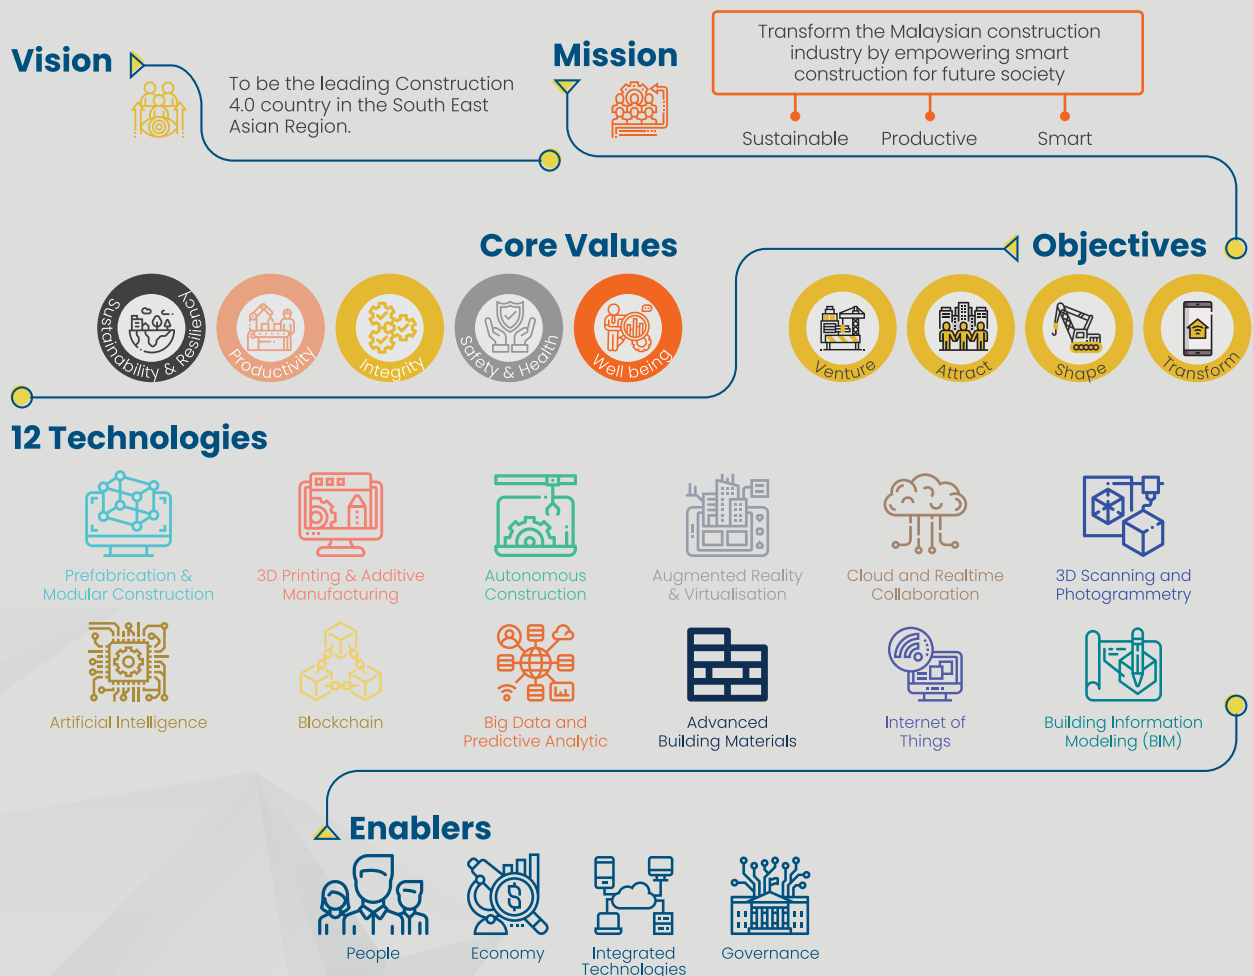 Vision
To be the leading Construction
4.0 country in the South East
Asian Region.
Mission
Transform the Malaysian construction
industry by empowering smart
construction for future society
Sustainable
Productive
Smart
Core Values
Sustainability & Resiliency
Productivity
Integrity
Safety & Health
Well being
Objectives
Venture
Attract
Shape
Transform
12 Technologies
Prefabrication &
Modular Construction
3D Printing & Additive
Manufacturing
Autonomous
Construction
Augmented Reality
& Virtualisation
Cloud and Realtime
Collaboration
3D Scanning and
Photogrammetry
Artificial Intelligence
Blockchain
Big Data and
Predictive Analytic
Advanced
Building Materials
Internet of
Things
Building Information
Modeling (BIM)
Enablers
People
Economy
Integrated
Technologies
Governance